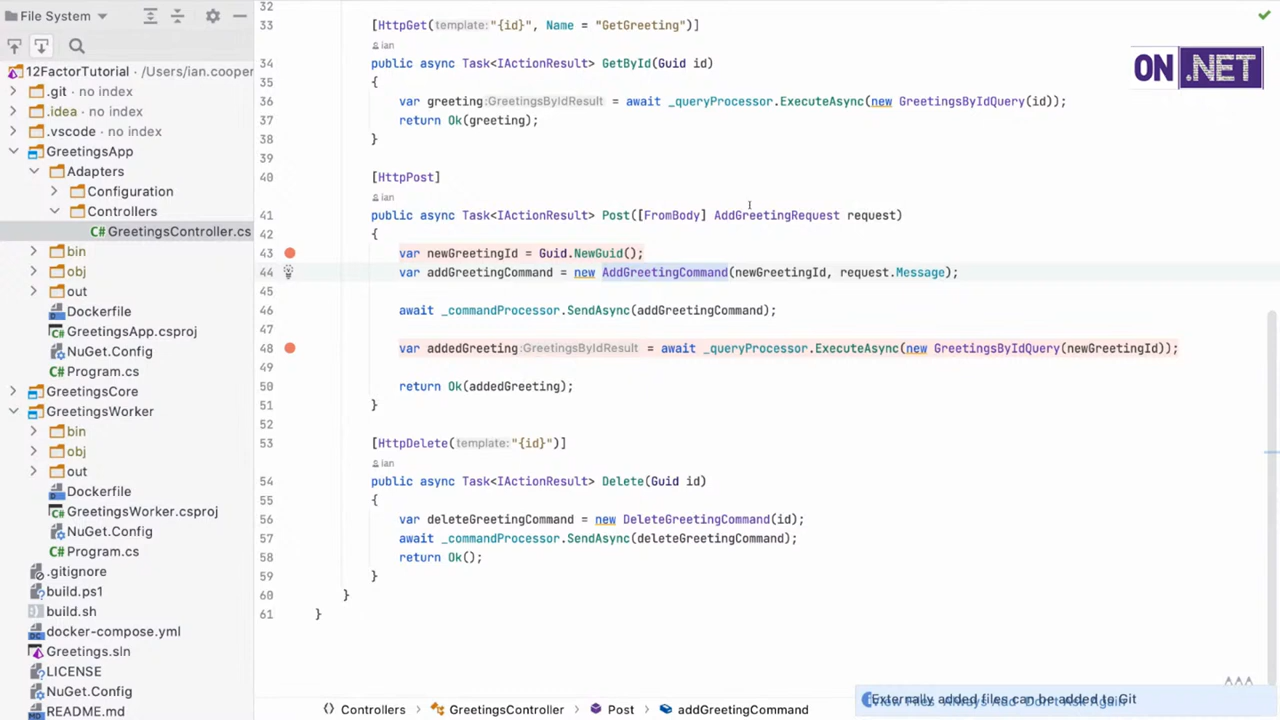 File System
12FactorTutorial /Users/ian.cooper
.git no index
.idea no index
.vscode no index
GreetingsApp
Adapters
Configuration
Controllers
C# GreetingsController.cs
bin
obj
out
Dockerfile
GreetingsApp.csproj
NuGet.Config
C# Program.cs
GreetingsCore
GreetingsWorker
bin
obj
out
Dockerfile
GreetingsWorker.csproj
NuGet.Config
C# Program.cs
.gitignore
build.ps1
build.sh
docker-compose.yml
Greetings.sln
LICENSE
NuGet.Config
README.md
32
33 [HttpGet(template:"{id}", Name = "GetGreeting")]
ian
34 public async Task<IActionResult> GetById(Guid id)
35 {
36 var greeting:GreetingsByIdResult = await _queryProcessor.ExecuteAsync(new GreetingsByIdQuery(id));
37 return Ok(greeting);
38 }
39
40 [HttpPost]
ian
41 public async Task<IActionResult> Post([FromBody] AddGreetingRequest request)
42 {
43 var newGreetingId = Guid.NewGuid();
44 var addGreetingCommand = new AddGreetingCommand(newGreetingId, request.Message);
45
46 await _commandProcessor.SendAsync(addGreetingCommand);
47
48 var addedGreeting:GreetingsByIdResult = await _queryProcessor.ExecuteAsync(new GreetingsByIdQuery(newGreetingId));
49
50 return Ok(addedGreeting);
51 }
52
53 [HttpDelete(template:"{id}")]
ian
54 public async Task<IActionResult> Delete(Guid id)
55 {
56 var deleteGreetingCommand = new DeleteGreetingCommand(id);
57 await _commandProcessor.SendAsync(deleteGreetingCommand);
58 return Ok();
59 }
60 }
61 }
ON .NET
Controllers GreetingsController Post addGreetingCommand
Externally added files can be added to Git
View Files Always Add Don't Ask Again